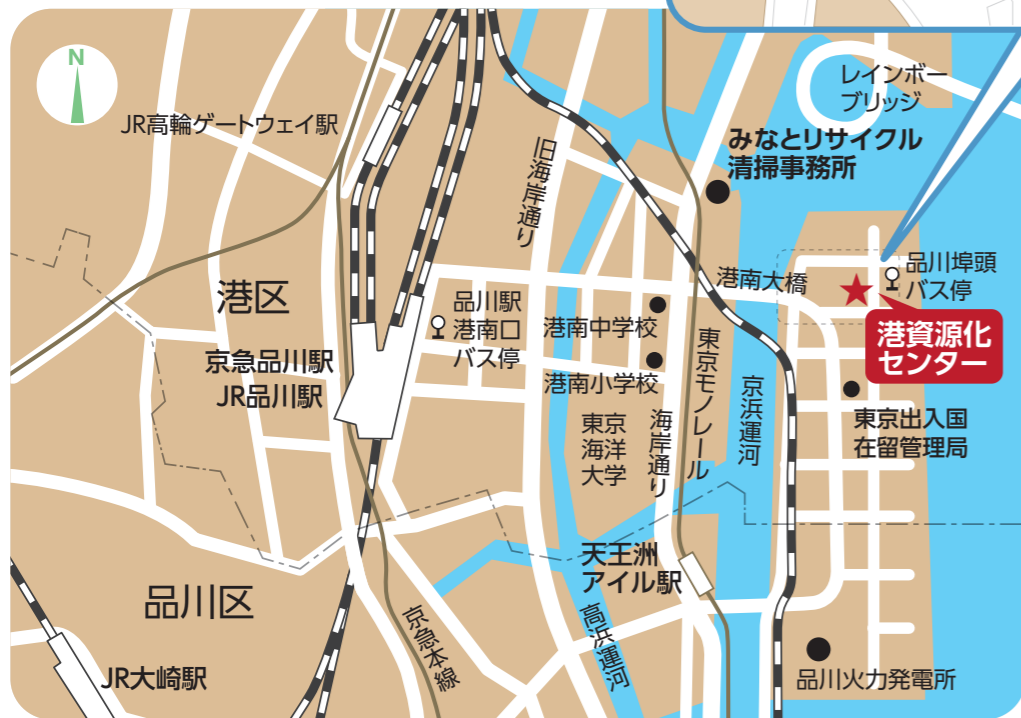 N
レインボー
ブリッジ
JR高輪ゲートウェイ駅
みなとリサイクル
清掃事務所
旧海岸通り
港南大橋
品川埠頭
バス停
港区
品川駅
港南口
バス停
港南中学校
港資源化
センター
京急品川駅
JR品川駅
港南小学校
東京モノレール
京浜運河
東京
海洋
大学
海岸通り
東京出入国
在留管理局
天王洲
アイル駅
品川区
京急本線
高浜運河
JR大崎駅
品川火力発電所